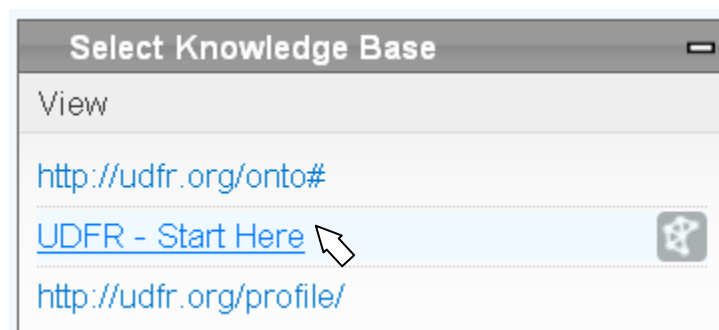 Select Knowledge Base
View
http://udfr.org/onto#
UDFR - Start Here
http://udfr.org/profile/